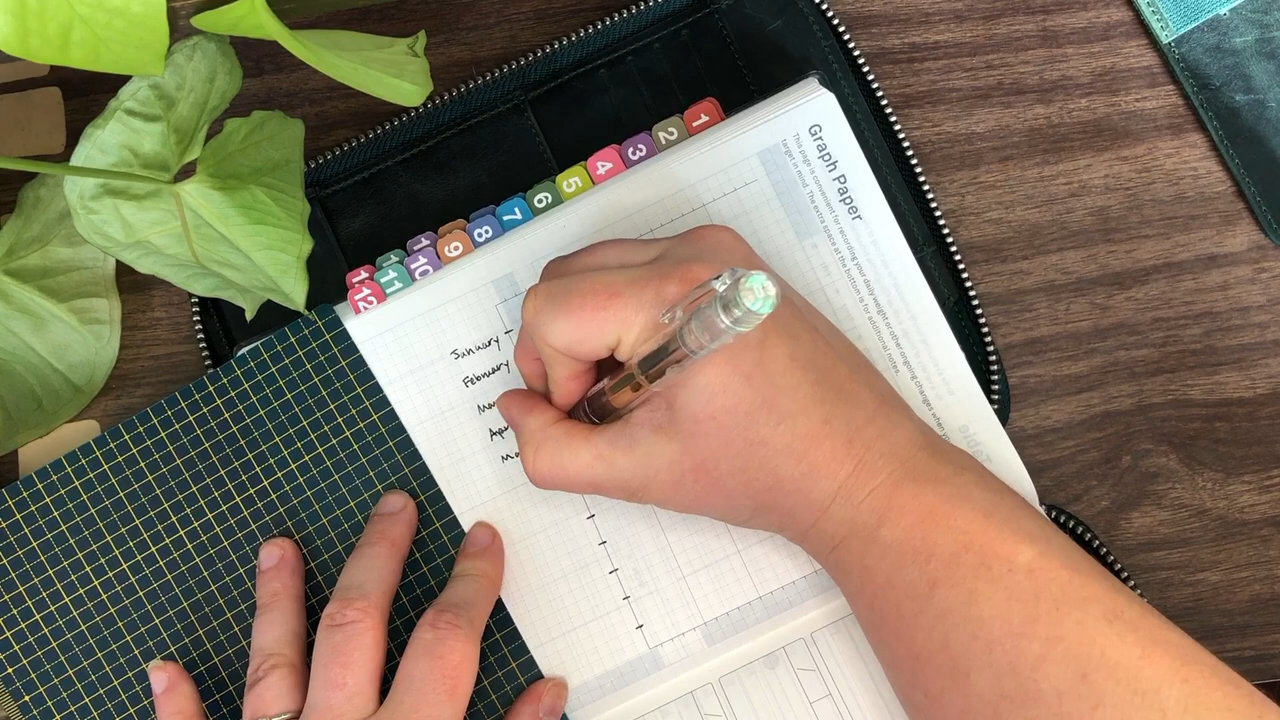 Graph Paper
This page is convenient for recording your daily weight or other ongoing changes when you
target in mind. The extra space at the bottom is for additional notes.
1
2
3
4
5
6
7
8
9
10
11
12
January
February
Table